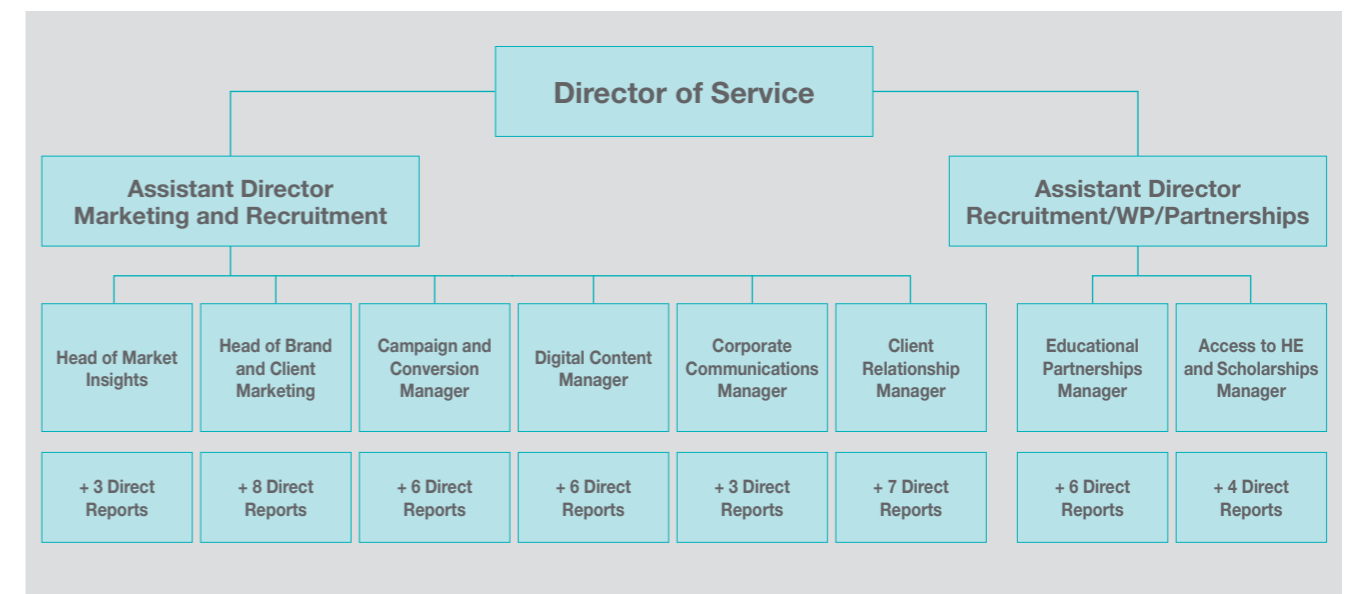 Director of Service
Assistant Director
Marketing and Recruitment
Assistant Director
Recruitment/WP/Partnerships
Head of Market
Insights
Head of Brand
and Client
Marketing
Campaign and
Conversion
Manager
Digital Content
Manager
Corporate
Communications
Manager
Client
Relationship
Manager
Educational
Partnerships
Manager
Access to HE
and Scholarships
Manager
+ 3 Direct
Reports
+ 8 Direct
Reports
+ 6 Direct
Reports
+ 6 Direct
Reports
+ 3 Direct
Reports
+ 7 Direct
Reports
+ 6 Direct
Reports
+ 4 Direct
Reports